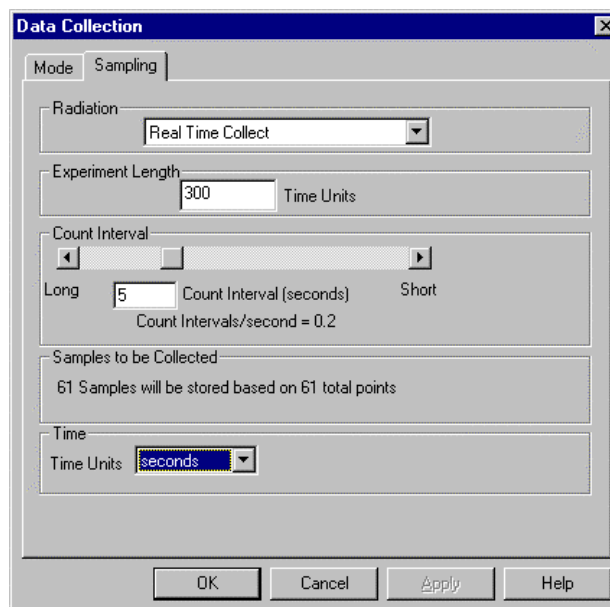 Data Collection
Mode Sampling
Radiation
Real Time Collect
Experiment Length
300 Time Units
Count Interval
Long 5 Count Interval (seconds) Short
Count Intervals/second = 0.2
Samples to be Collected
61 Samples will be stored based on 61 total points
Time
Time Units seconds
OK Cancel Apply Help